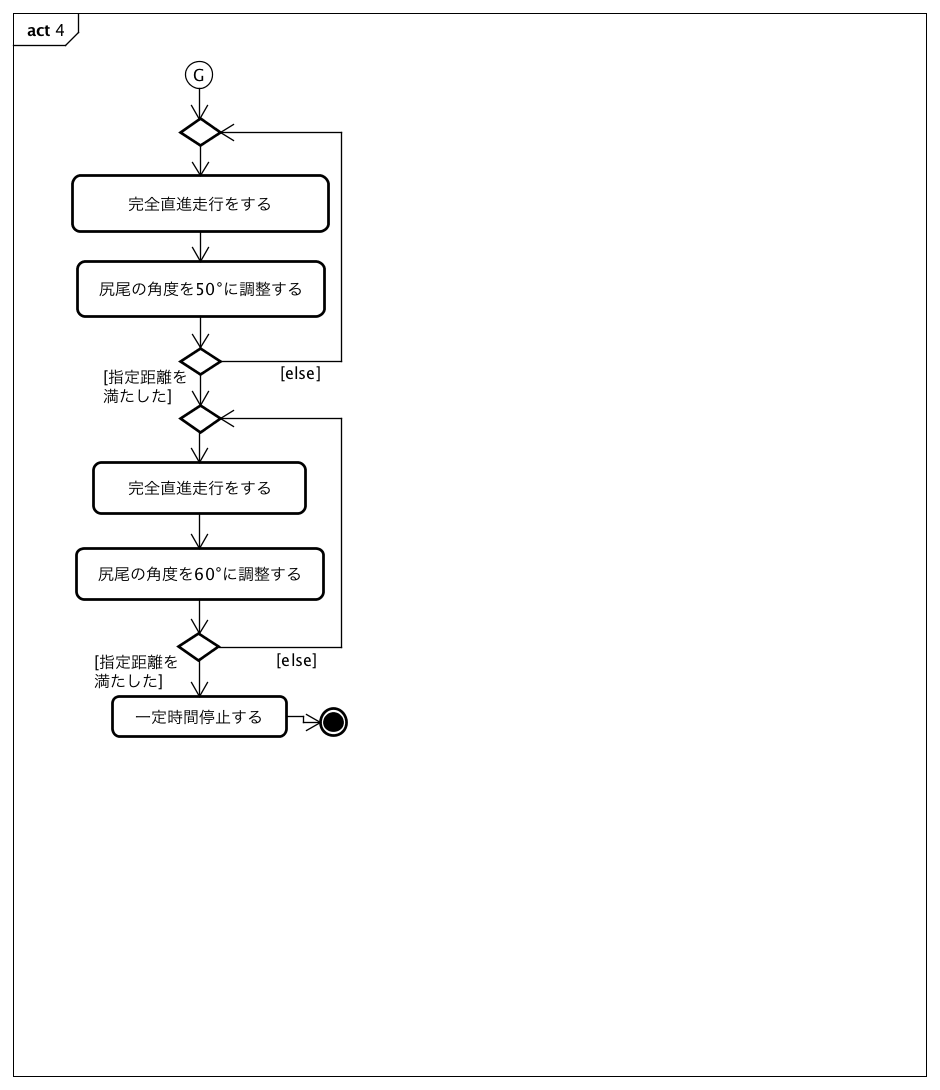 act 4
G
完全直進走行をする
尻尾の角度を50°に調整する
[else]
[指定距離を
満たした]
完全直進走行をする
尻尾の角度を60°に調整する
[else]
[指定距離を
満たした]
一定時間停止する